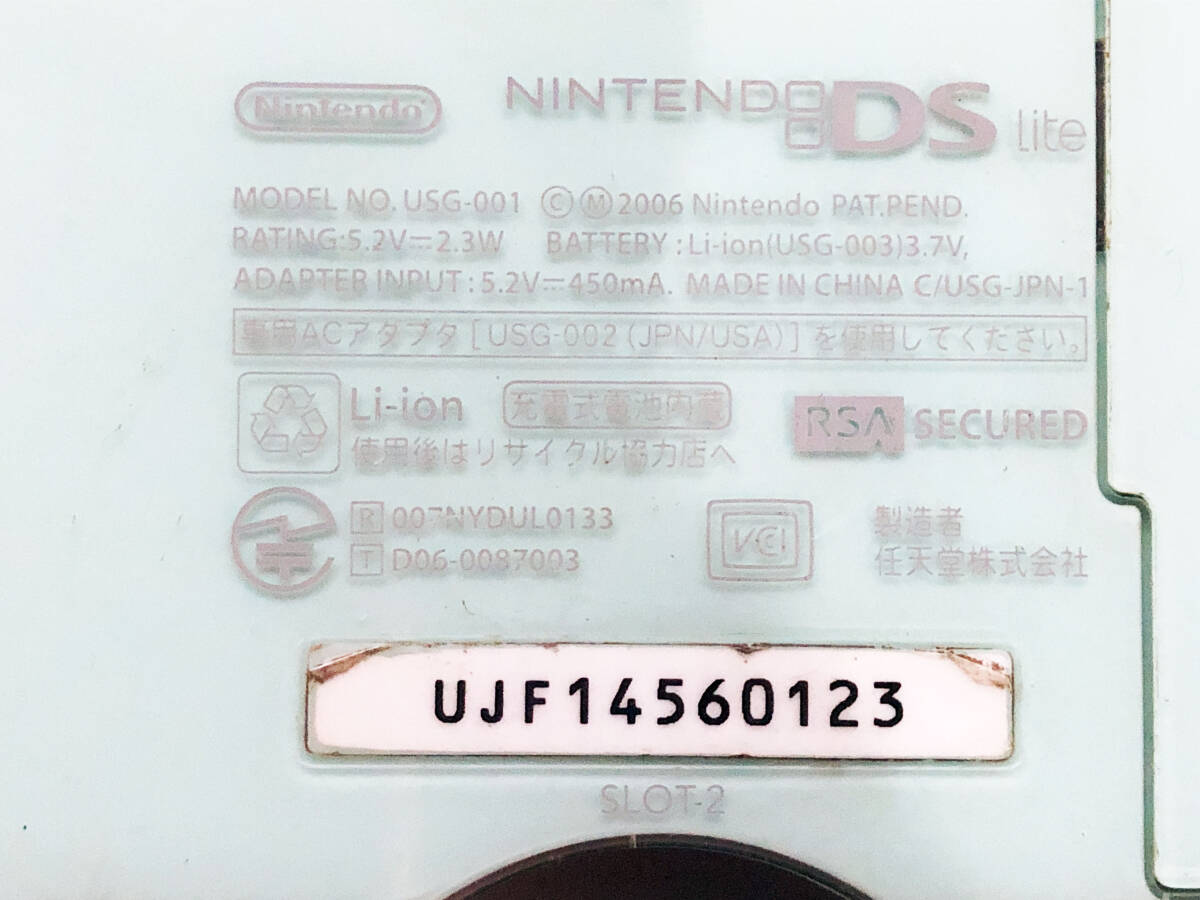 Nintendo
NINTENDO DS lite
MODEL NO. USG-001 ⒸⓂ2006 Nintendo PAT.PEND.
RATING:5.2V⎓2.3W BATTERY:Li-ion(USG-003)3.7V,
ADAPTER INPUT:5.2V⎓450mA. MADE IN CHINA C/USG-JPN-1
専用ACアダプタ[USG-002(JPN/USA)]を使用してください。
Li-ion 充電式電池内蔵
使用後はリサイクル協力店へ
RSA SECURED
R 007NYDUL0133
T D06-0087003
VCCI
製造者
任天堂株式会社
UJF14560123
SLOT-2